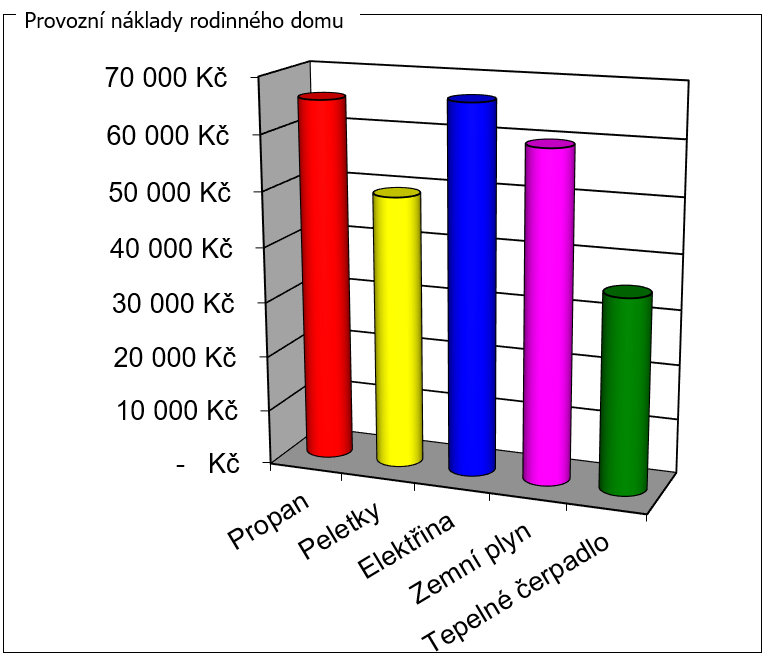 Provozní náklady rodinného domu
70 000 Kč
60 000 Kč
50 000 Kč
40 000 Kč
30 000 Kč
20 000 Kč
10 000 Kč
- Kč
Propan
Peletky
Elektřina
Zemní plyn
Tepelné čerpadlo